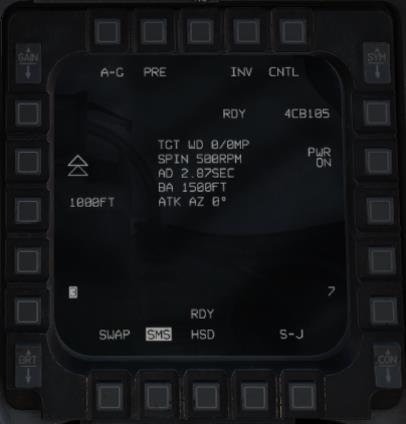 GAIN
SYM
A-G PRE INV CNTL
RDY 4CB105
TGT WD 0/0MP
SPIN 500RPM
AD 2.87SEC
BA 1500FT
ATK AZ 0°
PWR
ON
1000FT
3
7
RDY
SWAP SMS HSD S-J
BRT
CON